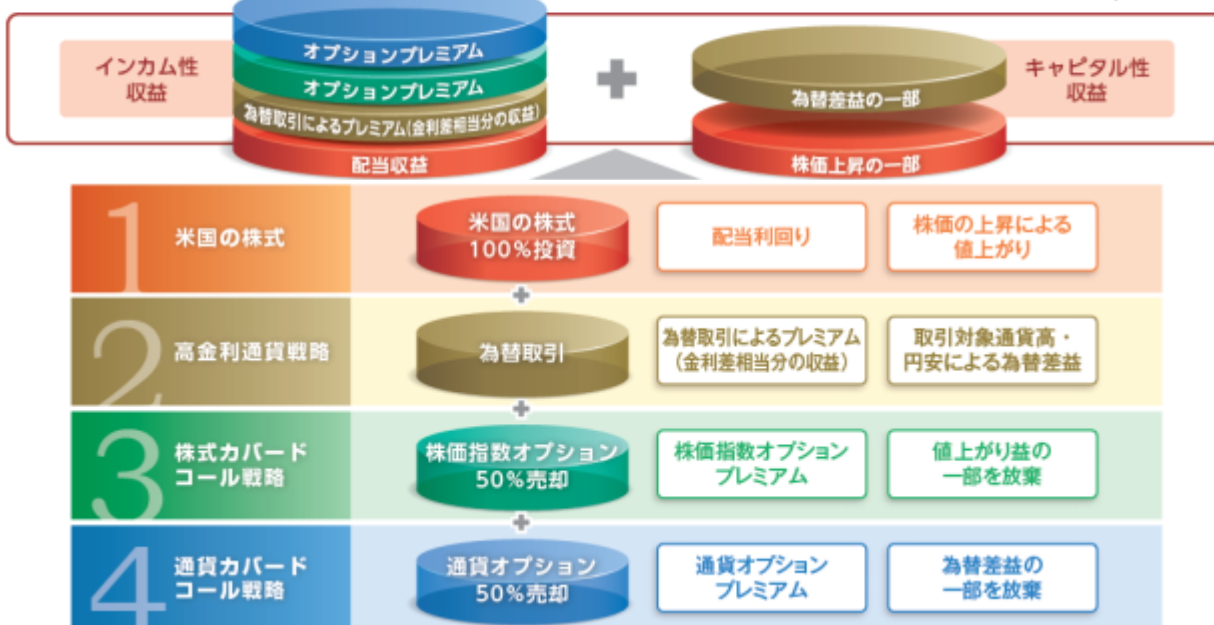 インカム性
収益
オプションプレミアム
オプションプレミアム
為替取引によるプレミアム(金利差相当分の収益)
配当収益
+
為替差益の一部
株価上昇の一部
キャピタル性
収益
1
米国の株式
米国の株式
100%投資
配当利回り
株価の上昇による
値上がり
+
2
高金利通貨戦略
為替取引
為替取引によるプレミアム
(金利差相当分の収益)
取引対象通貨高・
円安による為替差益
+
3
株式カバード
コール戦略
株価指数オプション
50%売却
株価指数オプション
プレミアム
値上がり益の
一部を放棄
+
4
通貨カバード
コール戦略
通貨オプション
50%売却
通貨オプション
プレミアム
為替差益の
一部を放棄